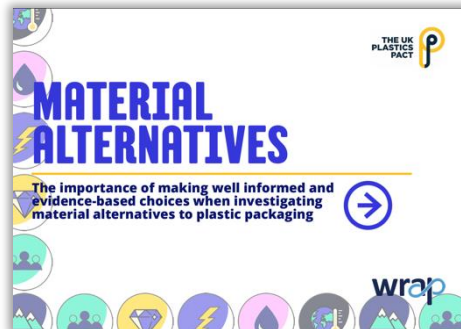 THE UK
PLASTICS
PACT
MATERIAL
ALTERNATIVES
The importance of making well informed and
evidence-based choices when investigating
material alternatives to plastic packaging
wrap